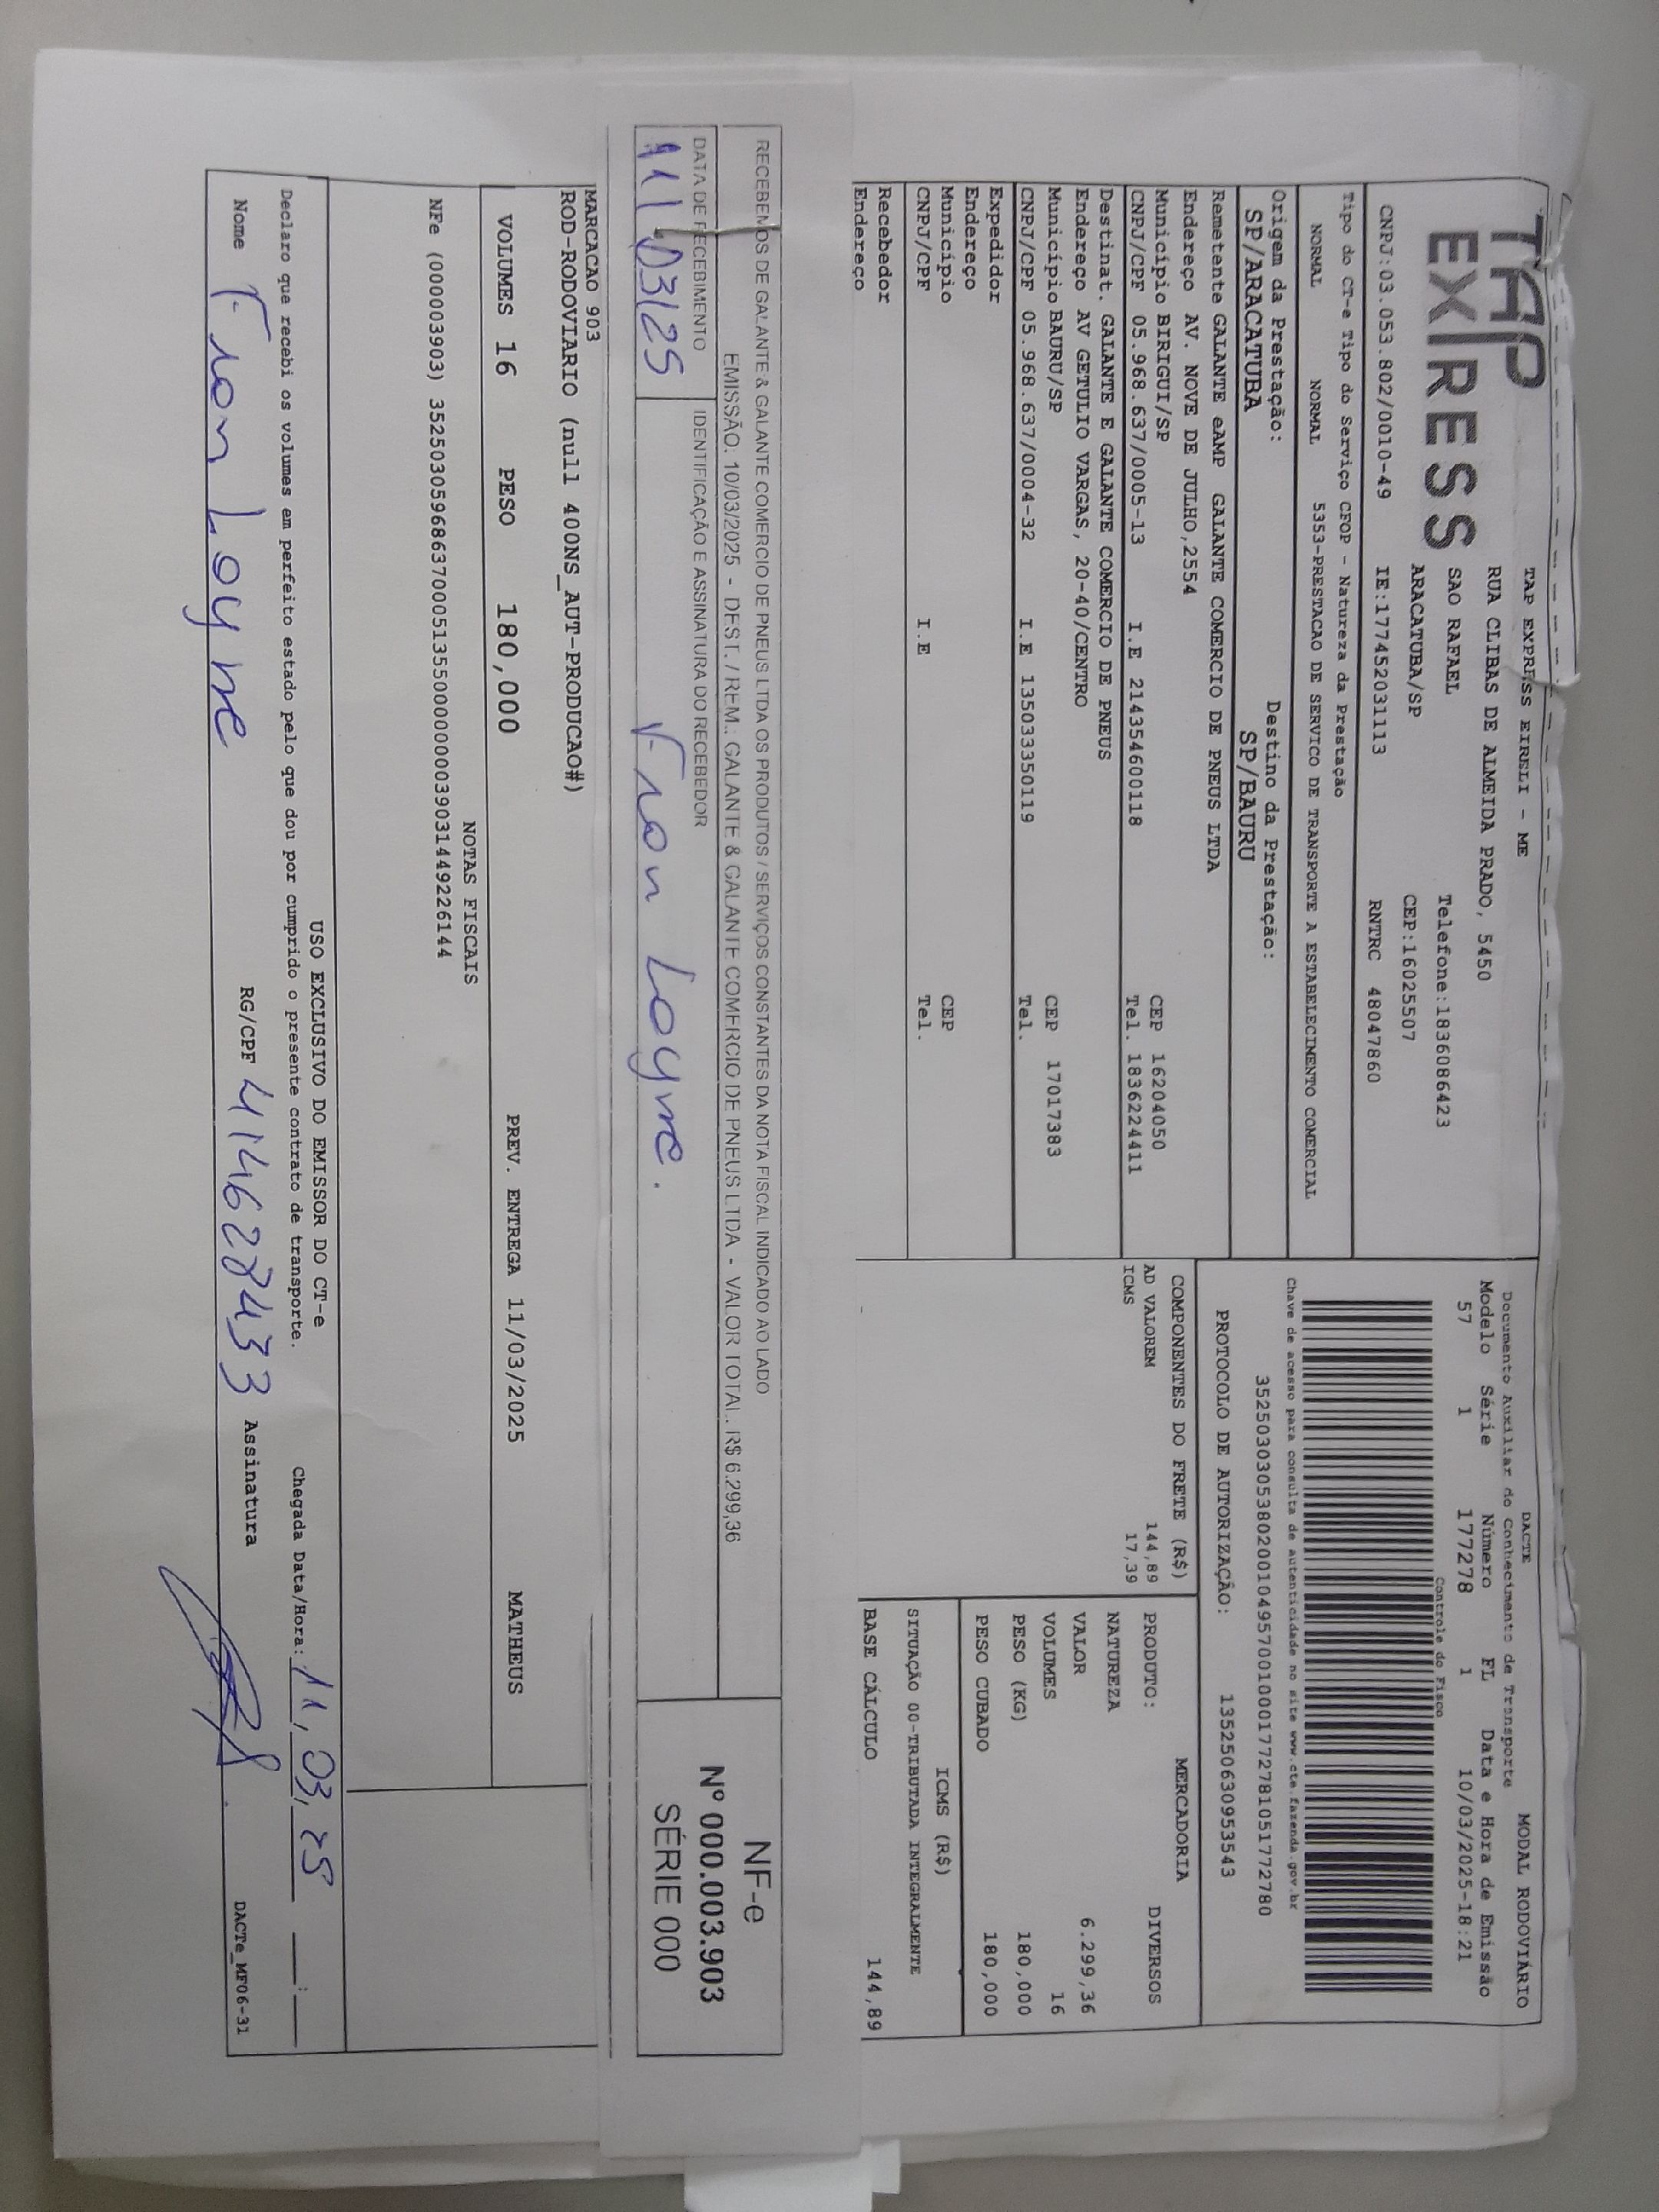 TAP
EXPRESS
TAP EXPRESS EIRELI - ME
RUA CLIBAS DE ALMEIDA PRADO, 5450
SAO RAFAEL
Telefone:1836086423
ARACATUBA/SP
CEP:16025507
CNPJ:03.053.802/0010-49 IE:177452031113 RNTRC 48047860
Tipo do CT-e Tipo do Serviço CFOP - Natureza da Prestação
NORMAL NORMAL 5353-PRESTACAO DE SERVICO DE TRANSPORTE A ESTABELECIMENTO COMERCIAL
Origem da Prestação: Destino da Prestação:
SP/ARACATUBA SP/BAURU
Remetente GALANTE eAMP GALANTE COMERCIO DE PNEUS LTDA
Endereço AV. NOVE DE JULHO,2554
Município BIRIGUI/SP CEP 16204050
CNPJ/CPF 05.968.637/0005-13 I.E 214354600118 Tel. 1836224411
Destinat. GALANTE E GALANTE COMERCIO DE PNEUS
Endereço AV GETULIO VARGAS, 20-40/CENTRO
Município BAURU/SP CEP 17017383
CNPJ/CPF 05.968.637/0004-32 I.E 135033350119 Tel.
Expedidor
Endereço
Município CEP
CNPJ/CPF I.E Tel.
Recebedor
Endereço
DACTE MODAL RODOVIÁRIO
Documento Auxiliar do Conhecimento de Transporte
Modelo Série Número FL Data e Hora de Emissão
57 1 177278 1 10/03/2025-18:21
Controle do Fisco
Chave de acesso para consulta de autenticidade no site www.cte.fazenda.gov.br
35250303053802001049570010001772781051772780
PROTOCOLO DE AUTORIZAÇÃO: 135250630953543
COMPONENTES DO FRETE (R$)
AD VALOREM 144,89
ICMS 17,39
MERCADORIA
PRODUTO: DIVERSOS
NATUREZA
VALOR 6.299,36
VOLUMES 16
PESO (KG) 180,000
PESO CUBADO 180,000
ICMS (R$)
SITUAÇÃO 00-TRIBUTADA INTEGRALMENTE
BASE CÁLCULO 144,89
RECEBEMOS DE GALANTE & GALANTE COMERCIO DE PNEUS LTDA OS PRODUTOS / SERVIÇOS CONSTANTES DA NOTA FISCAL INDICADO AO LADO
EMISSÃO: 10/03/2025 - DEST. / REM.: GALANTE & GALANTE COMERCIO DE PNEUS LTDA - VALOR TOTAL: R$ 6.299,36
DATA DE RECEBIMENTO IDENTIFICAÇÃO E ASSINATURA DO RECEBEDOR
11/03/25 Fran Loyne.
NF-e
Nº 000.003.903
SÉRIE 000
MARCACAO 903
ROD-RODOVIARIO (null 400NS_AUT-PRODUCAO#)
VOLUMES 16 PESO 180,000 PREV. ENTREGA 11/03/2025 MATHEUS
NOTAS FISCAIS
NFe (000003903) 35250305968637000513550000000039031449226144
USO EXCLUSIVO DO EMISSOR DO CT-e
Declaro que recebi os volumes em perfeito estado pelo que dou por cumprido o presente contrato de transporte. Chegada Data/Hora: 11, 03, 25 __:__
Nome Fran Loyne RG/CPF Assinatura
DACTe_MF06-31